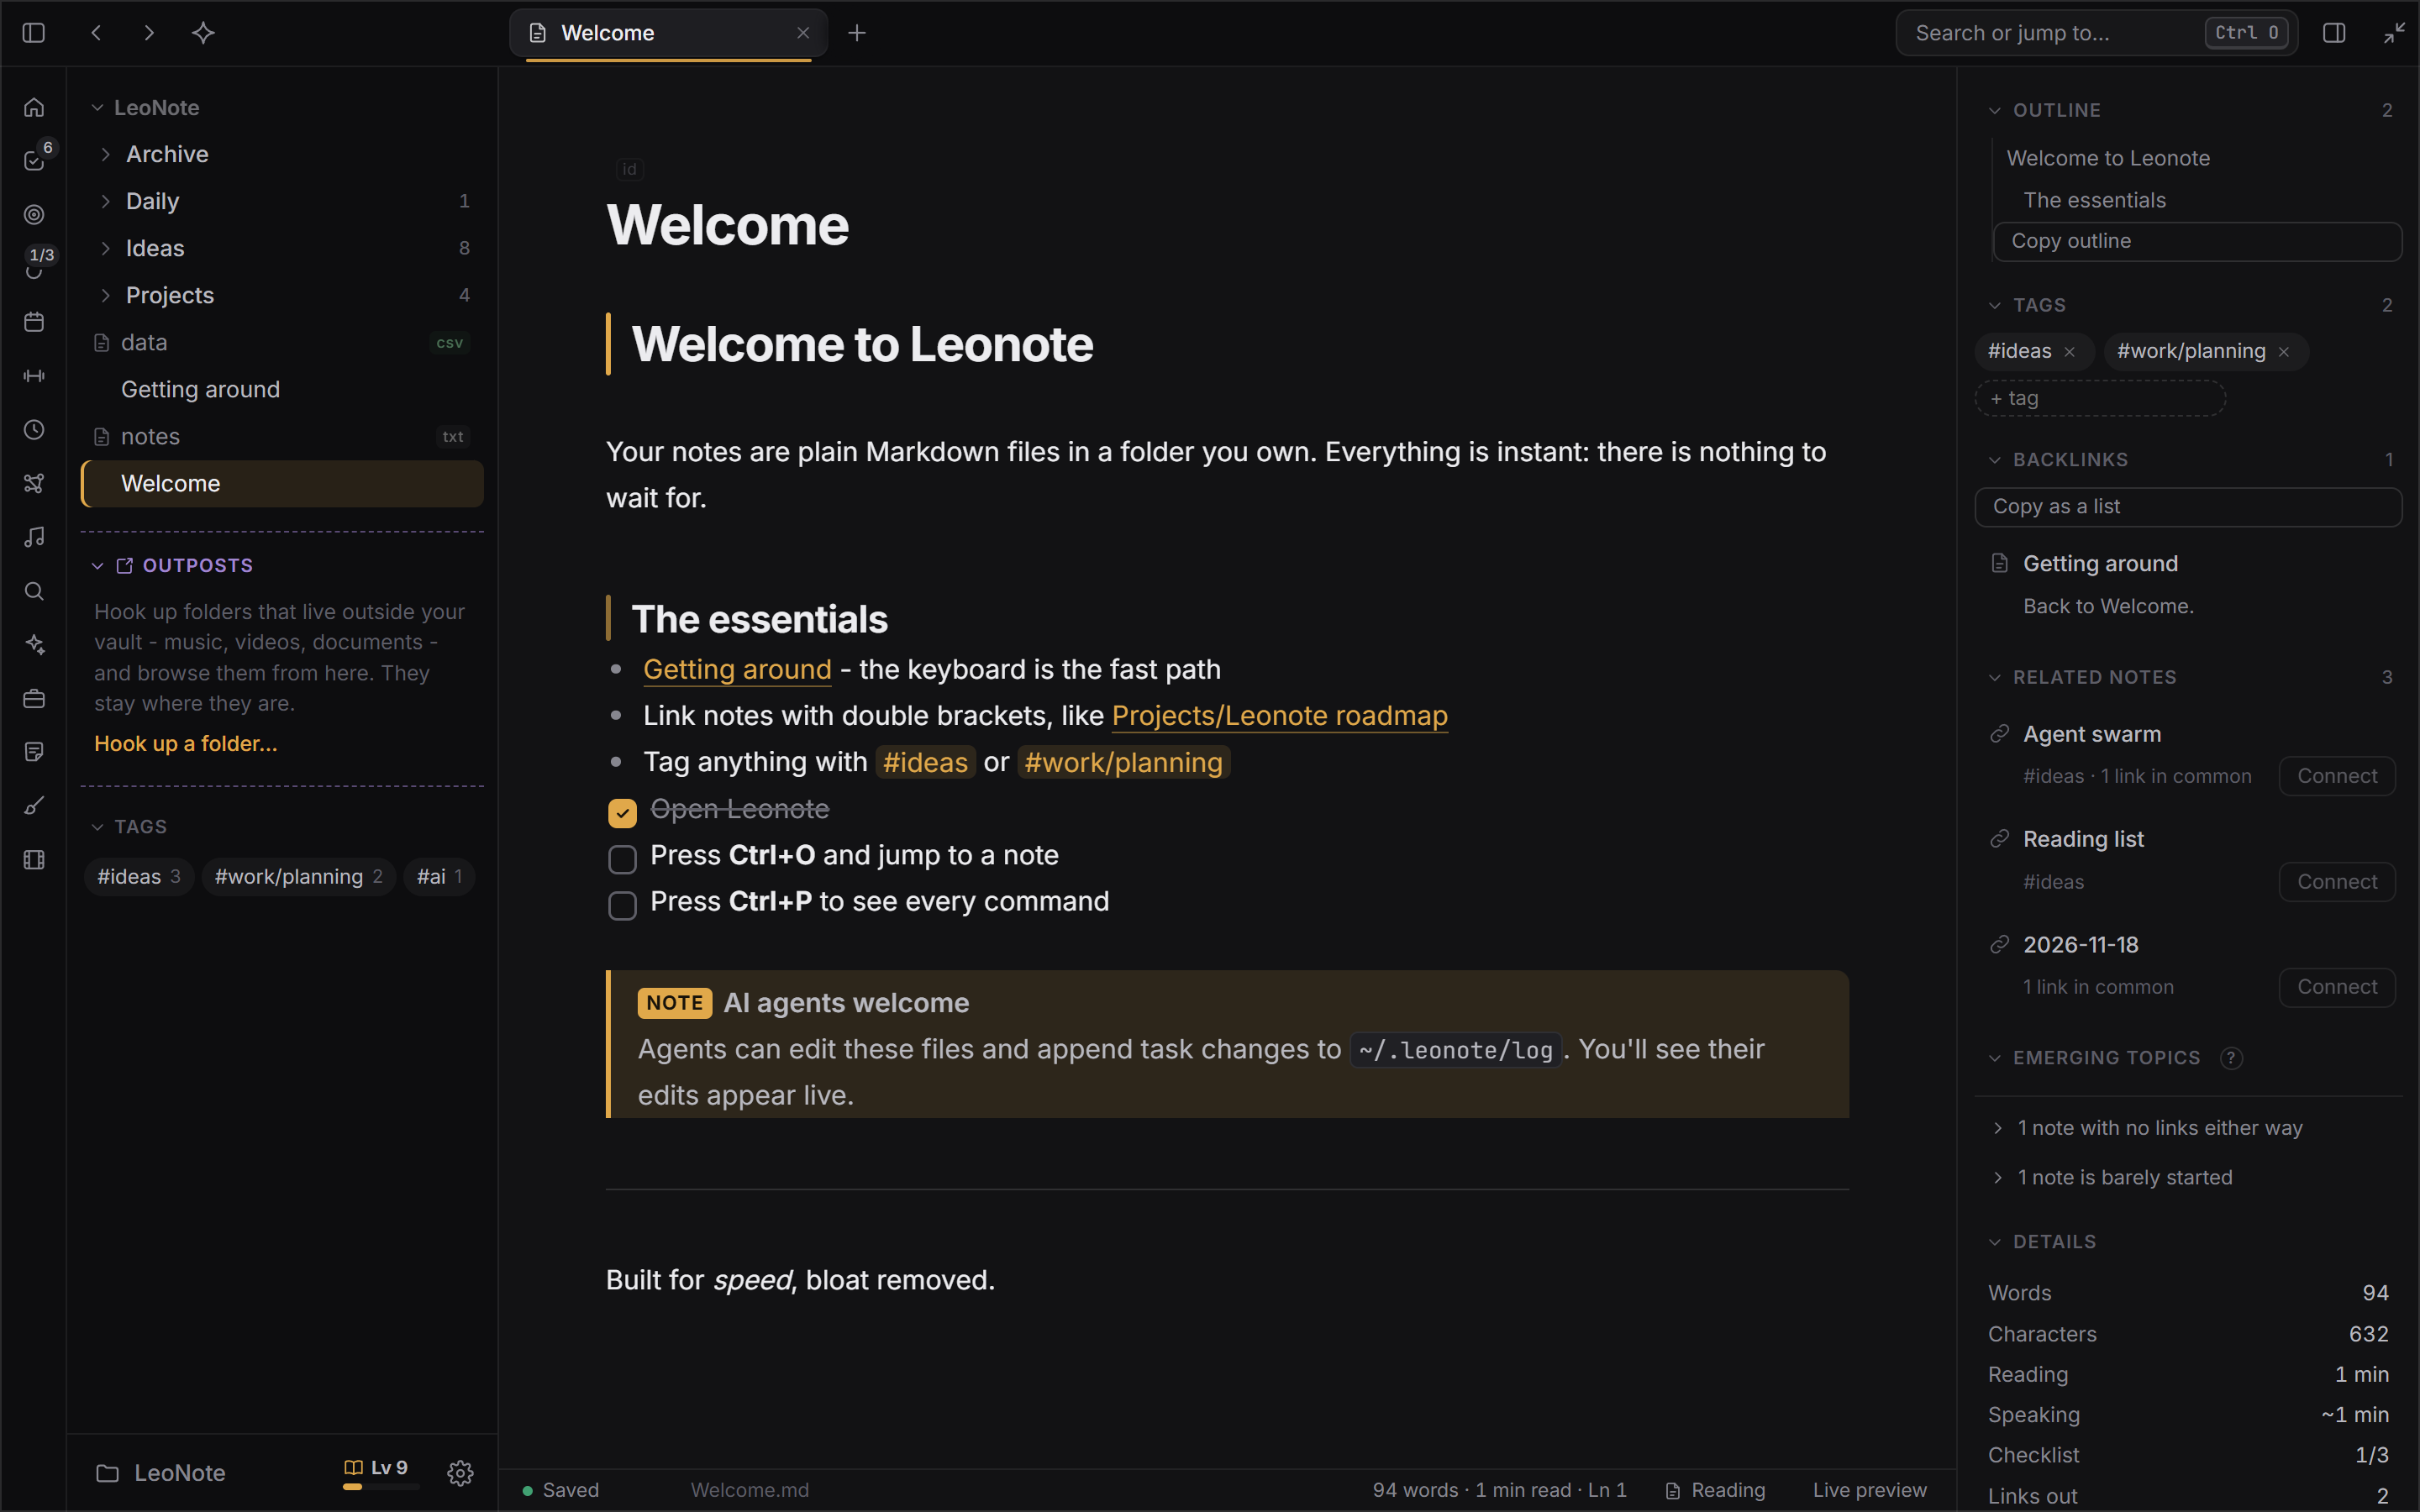 Welcome
Search or jump to... Ctrl O
LeoNote
Archive
6
Daily 1
Ideas 8
1/3
Projects 4
data csv
Getting around
notes txt
Welcome
OUTPOSTS
Hook up folders that live outside your
vault - music, videos, documents -
and browse them from here. They
stay where they are.
Hook up a folder...
TAGS
#ideas 3 #work/planning 2 #ai 1
LeoNote Lv 9
id
Welcome
Welcome to Leonote
Your notes are plain Markdown files in a folder you own. Everything is instant: there is nothing to
wait for.
The essentials
Getting around - the keyboard is the fast path
Link notes with double brackets, like Projects/Leonote roadmap
Tag anything with #ideas or #work/planning
Open Leonote
Press Ctrl+O and jump to a note
Press Ctrl+P to see every command
NOTE AI agents welcome
Agents can edit these files and append task changes to ~/.leonote/log. You'll see their
edits appear live.
Built for speed, bloat removed.
Saved Welcome.md 94 words · 1 min read · Ln 1 Reading Live preview
OUTLINE 2
Welcome to Leonote
The essentials
Copy outline
TAGS 2
#ideas × #work/planning ×
+ tag
BACKLINKS 1
Copy as a list
Getting around
Back to Welcome.
RELATED NOTES 3
Agent swarm
#ideas · 1 link in common Connect
Reading list
#ideas Connect
2026-11-18
1 link in common Connect
EMERGING TOPICS ?
1 note with no links either way
1 note is barely started
DETAILS
Words 94
Characters 632
Reading 1 min
Speaking ~1 min
Checklist 1/3
Links out 2